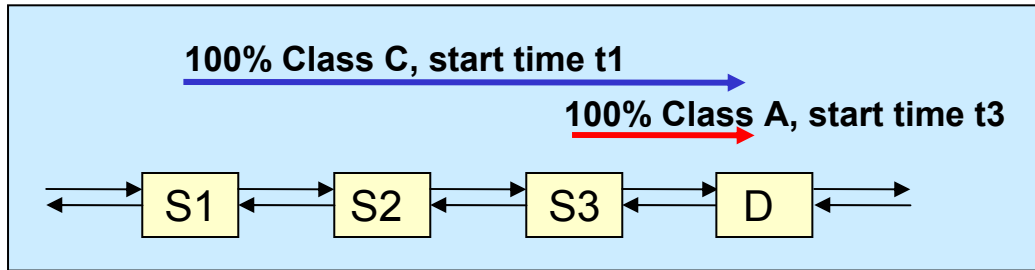 100% Class C, start time t1
100% Class A, start time t3
S1 S2 S3 D